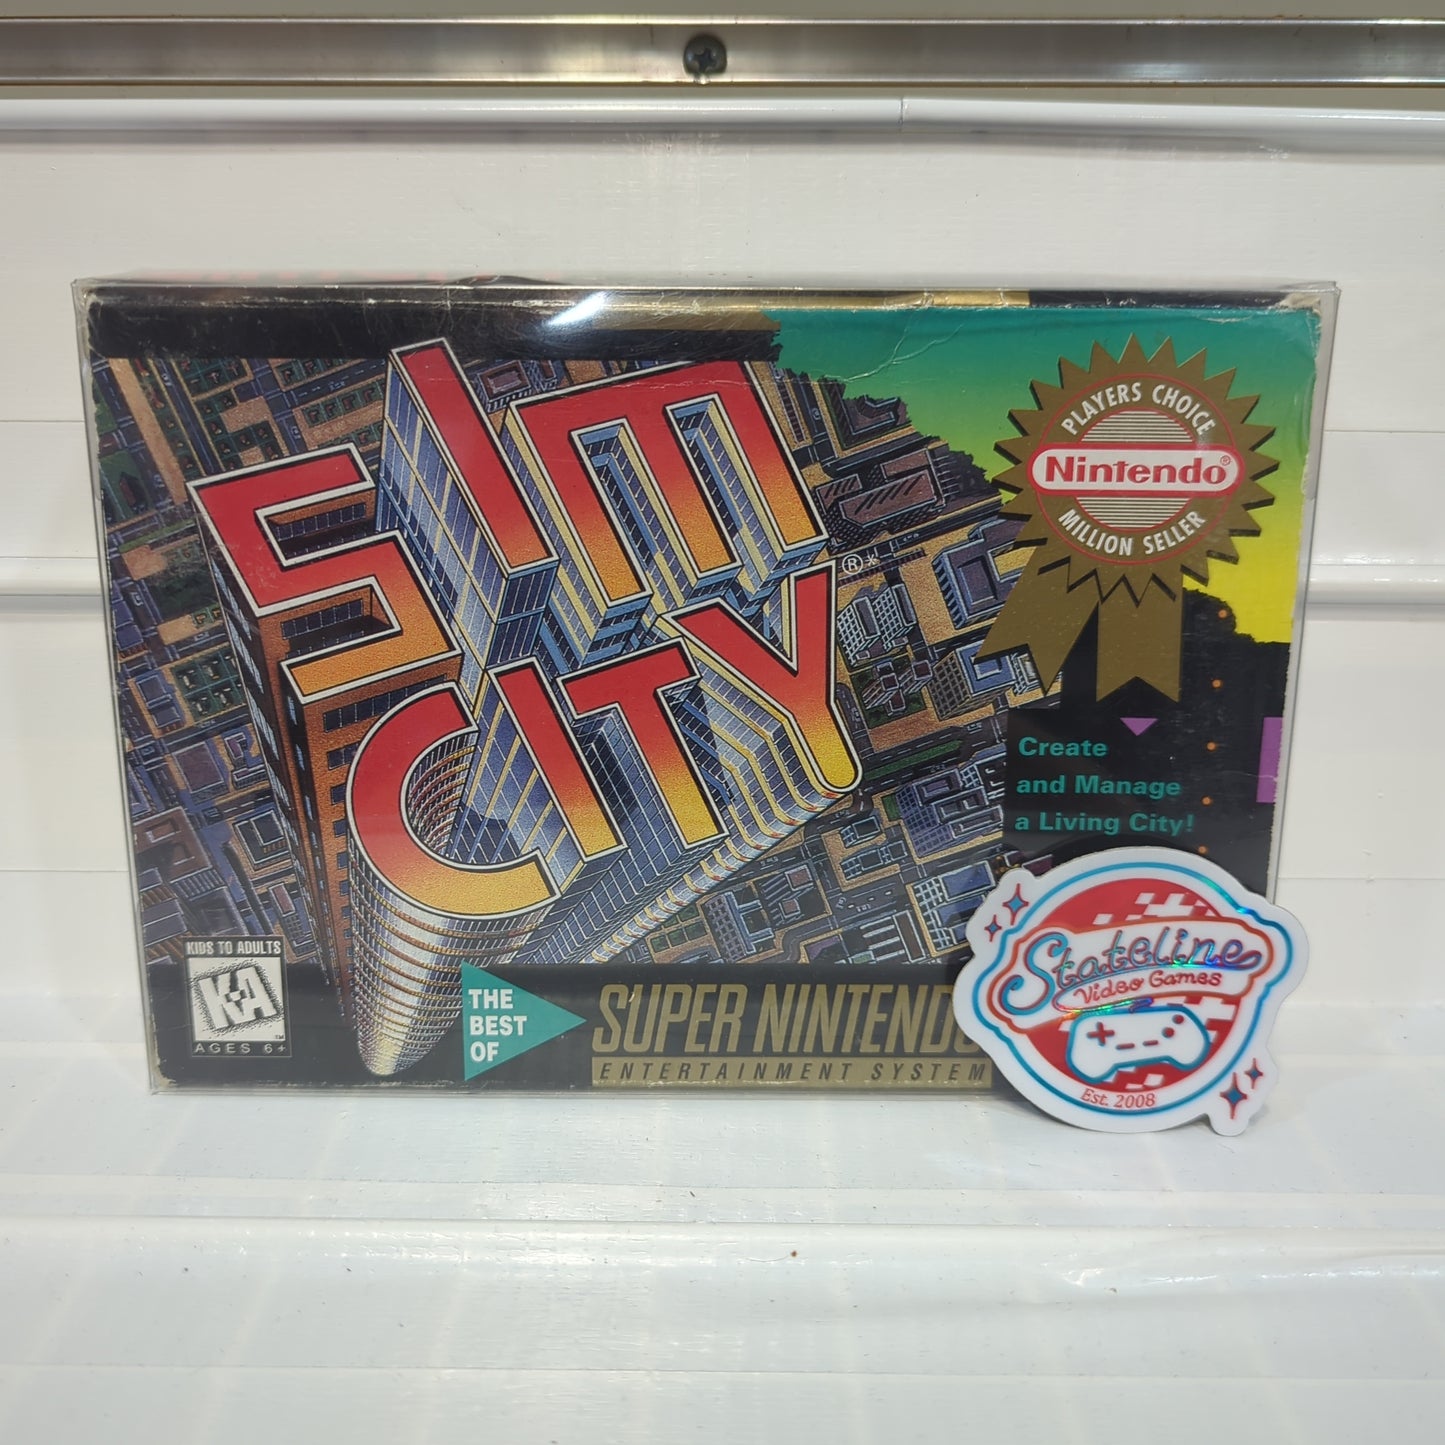 SIM
CITY®*
PLAYERS CHOICE
Nintendo®
MILLION SELLER
Create
and Manage
a Living City!
KIDS TO ADULTS
K-A
AGES 6+
THE
BEST
OF
SUPER NINTENDO
ENTERTAINMENT SYSTEM
Stateline
Video Games
Est. 2008